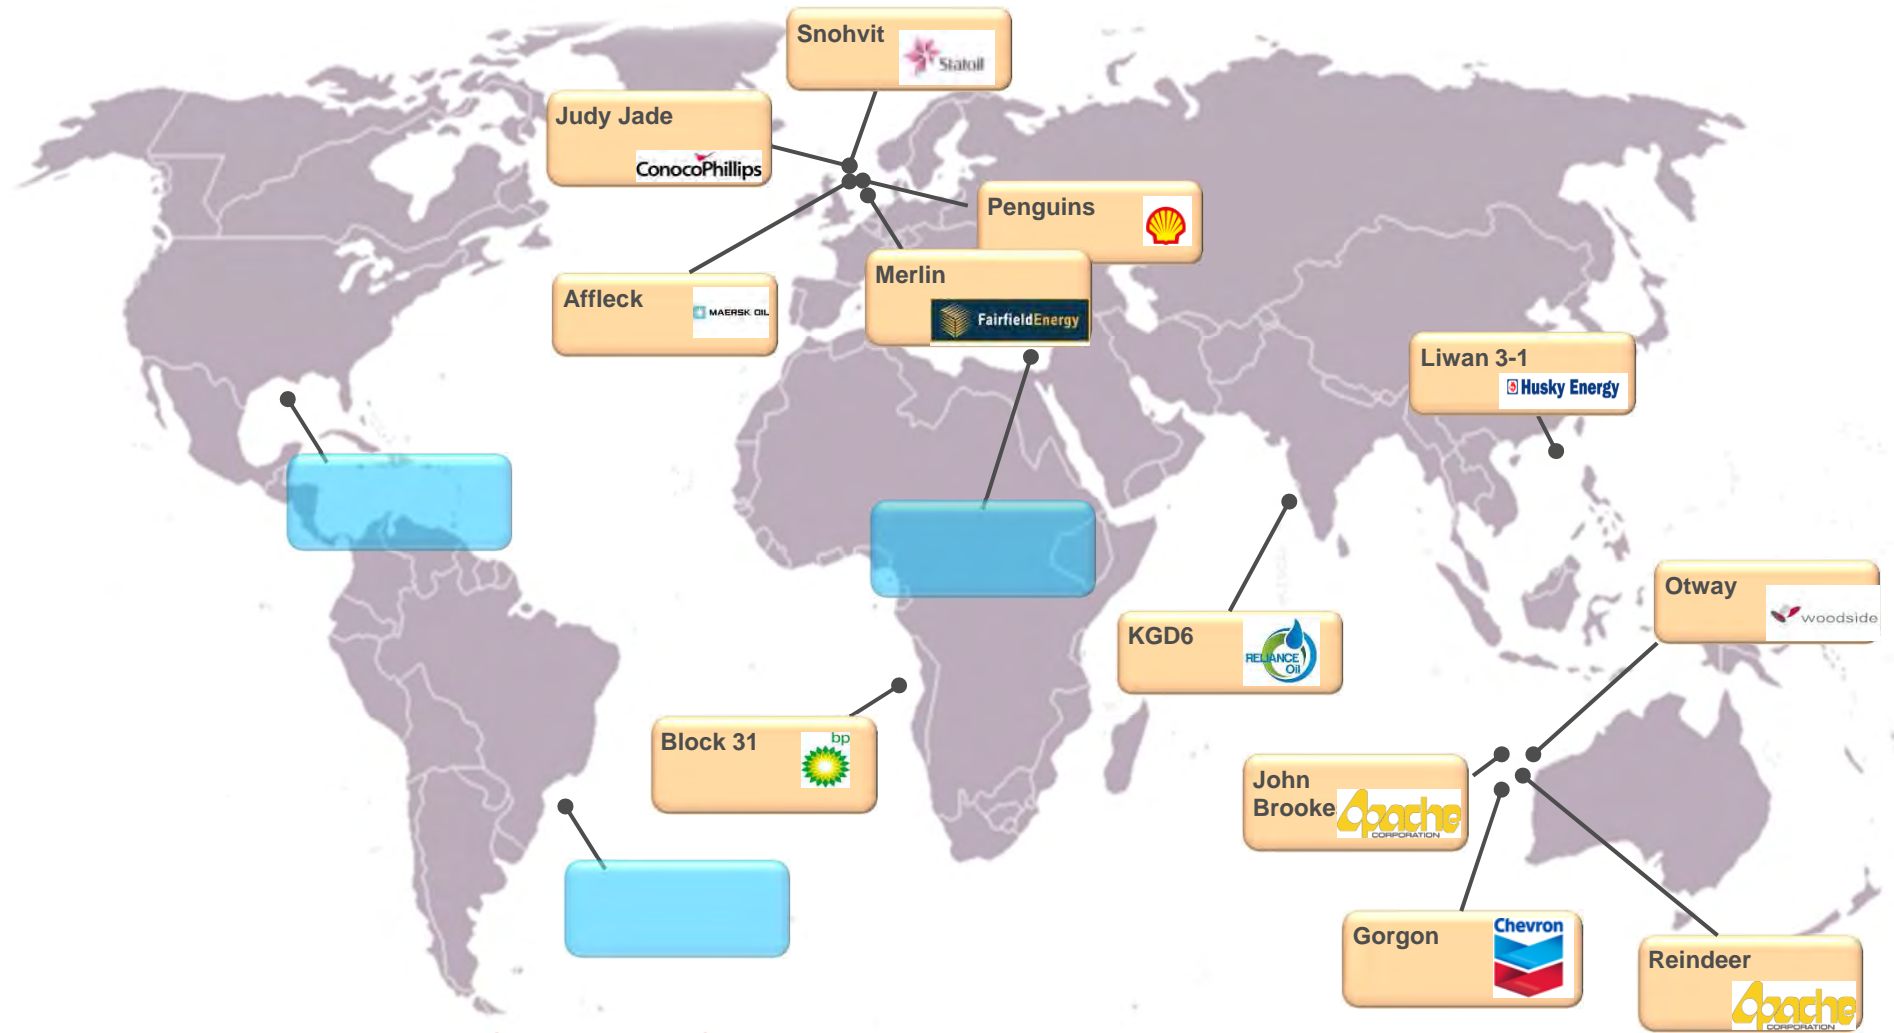 Snohvit
Statoil
Judy Jade
ConocoPhillips
Penguins
Affleck
MAERSK OIL
Merlin
FairfieldEnergy
Liwan 3-1
Husky Energy
Otway
woodside
KGD6
RELIANCE
Oil
Block 31
bp
John
Brooke
Apache
CORPORATION
Gorgon
Chevron
Reindeer
Apache
CORPORATION